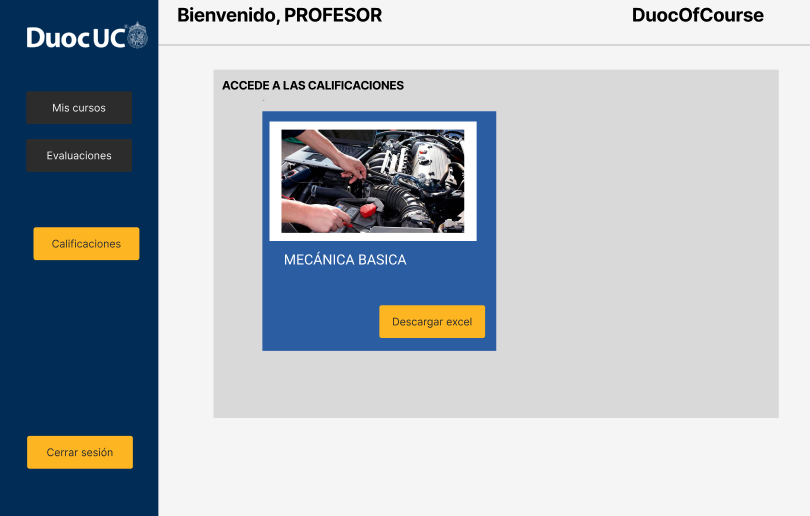 Bienvenido, PROFESOR
DuocOfCourse
DuocUC
Mis cursos
Evaluaciones
Calificaciones
Cerrar sesión
ACCEDE A LAS CALIFICACIONES
MECÁNICA BASICA
Descargar excel